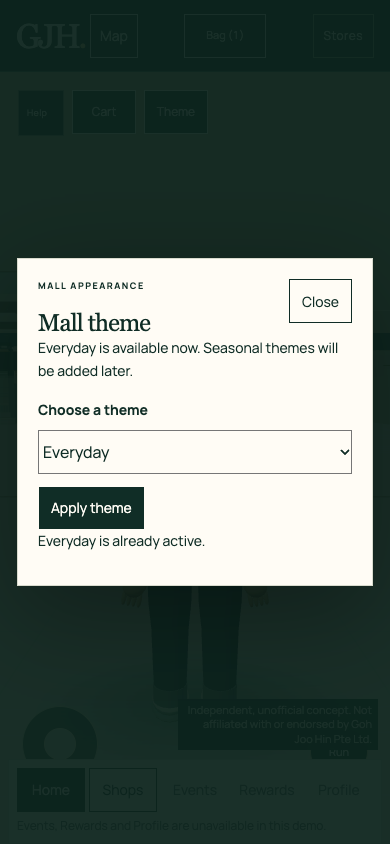 GJH.
Map
Bag (1)
Stores
Help
Cart
Theme
MALL APPEARANCE
Close
Mall theme
Everyday is available now. Seasonal themes will
be added later.
Choose a theme
Everyday
Apply theme
Everyday is already active.
Independent, unofficial concept. Not
affiliated with or endorsed by Goh
Joo Hin Pte Ltd.
RUN
Home
Shops
Events
Rewards
Profile
Events, Rewards and Profile are unavailable in this demo.